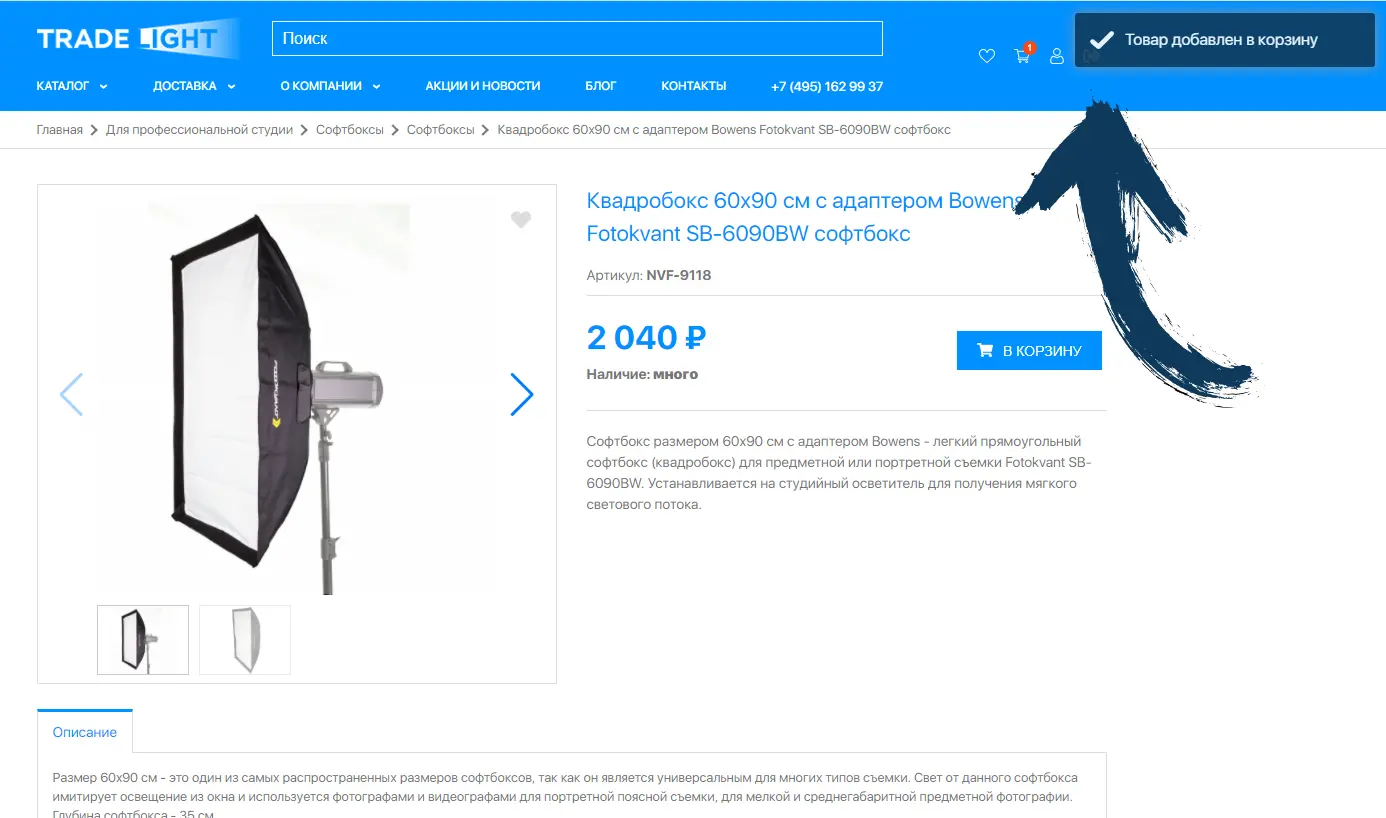 TRADE LIGHT
Поиск
1
Товар добавлен в корзину
КАТАЛОГ
ДОСТАВКА
О КОМПАНИИ
АКЦИИ И НОВОСТИ
БЛОГ
КОНТАКТЫ
+7 (495) 162 99 37
Главная
Для профессиональной студии
Софтбоксы
Софтбоксы
Квадробокс 60x90 см с адаптером Bowens Fotokvant SB-6090BW софтбокс
Квадробокс 60x90 см с адаптером Bowens
Fotokvant SB-6090BW софтбокс
Артикул: NVF-9118
2 040 ₽
В КОРЗИНУ
Наличие: много
Софтбокс размером 60x90 см с адаптером Bowens - легкий прямоугольный
софтбокс (квадробокс) для предметной или портретной съемки Fotokvant SB-
6090BW. Устанавливается на студийный осветитель для получения мягкого
светового потока.
FOTOKVANT
Описание
Размер 60x90 см - это один из самых распространенных размеров софтбоксов, так как он является универсальным для многих типов съемки. Свет от данного софтбокса
имитирует освещение из окна и используется фотографами и видеографами для портретной поясной съемки, для мелкой и среднегабаритной предметной фотографии.
Глубина софтбокса - 35 см